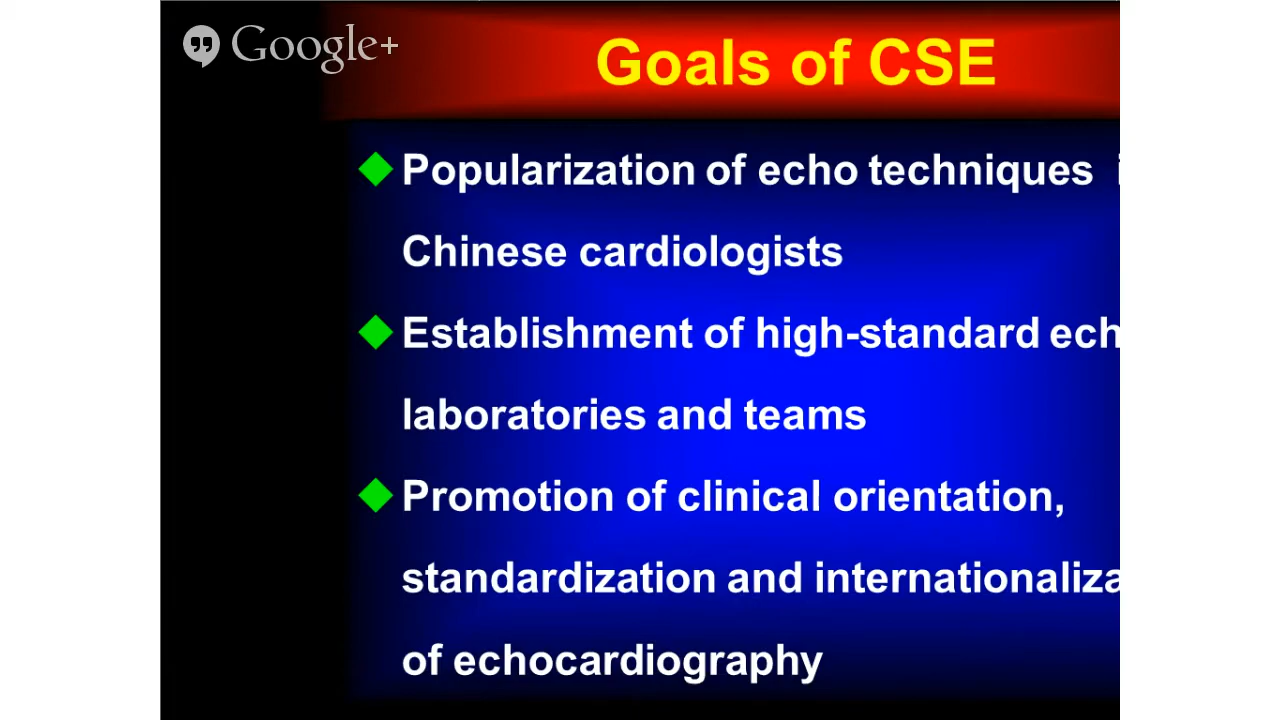 Google+
Goals of CSE
Popularization of echo techniques
Chinese cardiologists
Establishment of high-standard ech
laboratories and teams
Promotion of clinical orientation,
standardization and internationaliza
of echocardiography